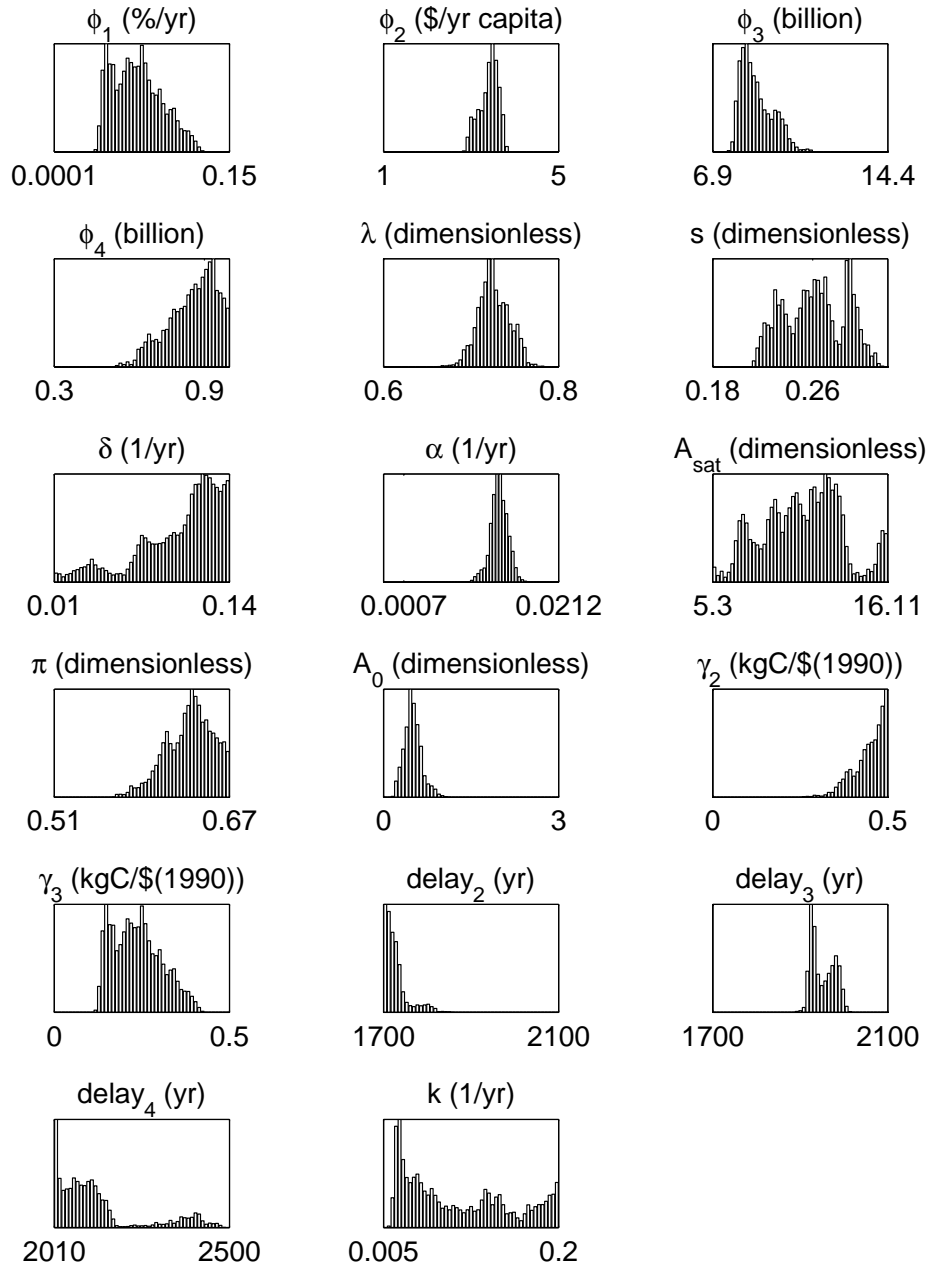 ϕ₁ (%/yr)
ϕ₂ ($/yr capita)
ϕ₃ (billion)
0.0001 0.15
1 5
6.9 14.4
ϕ₄ (billion)
λ (dimensionless)
s (dimensionless)
0.3 0.9
0.6 0.8
0.18 0.26
δ (1/yr)
α (1/yr)
A_sat (dimensionless)
0.01 0.14
0.0007 0.0212
5.3 16.11
π (dimensionless)
A₀ (dimensionless)
γ₂ (kgC/$(1990))
0.51 0.67
0 3
0 0.5
γ₃ (kgC/$(1990))
delay₂ (yr)
delay₃ (yr)
0 0.5
1700 2100
1700 2100
delay₄ (yr)
k (1/yr)
2010 2500
0.005 0.2